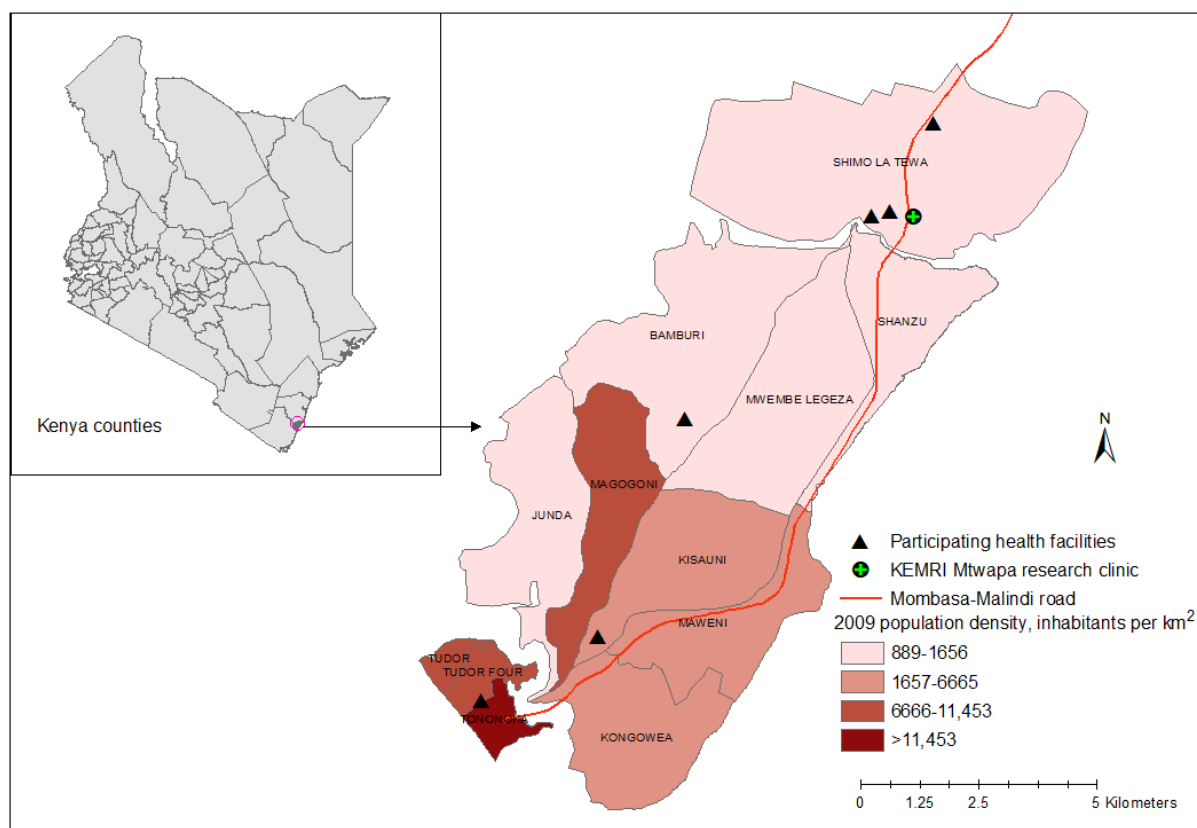 Kenya counties
SHIMO LA TEWA
SHANZU
BAMBURI
MWEMBE LEGEZA
MAGOGONI
JUNDA
KISAUNI
MAWENI
TUDOR
TUDOR FOUR
TONONOKA
KONGOWEA
N
Participating health facilities
KEMRI Mtwapa research clinic
Mombasa-Malindi road
2009 population density, inhabitants per km2
889-1656
1657-6665
6666-11,453
>11,453
0 1.25 2.5 5 Kilometers